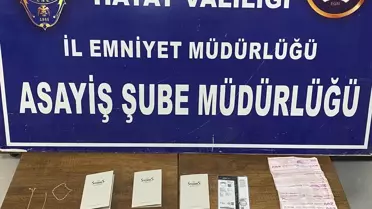 HATAY VALİLİĞİ
İL EMNİYET MÜDÜRLÜĞÜ
ASAYİŞ ŞUBE MÜDÜRLÜĞÜ